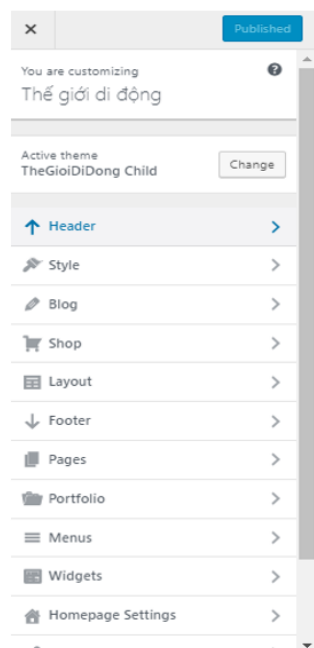 Published
You are customizing
Thế giới di động
Active theme
TheGioiDiDong Child
Change
Header
Style
Blog
Shop
Layout
Footer
Pages
Portfolio
Menus
Widgets
Homepage Settings